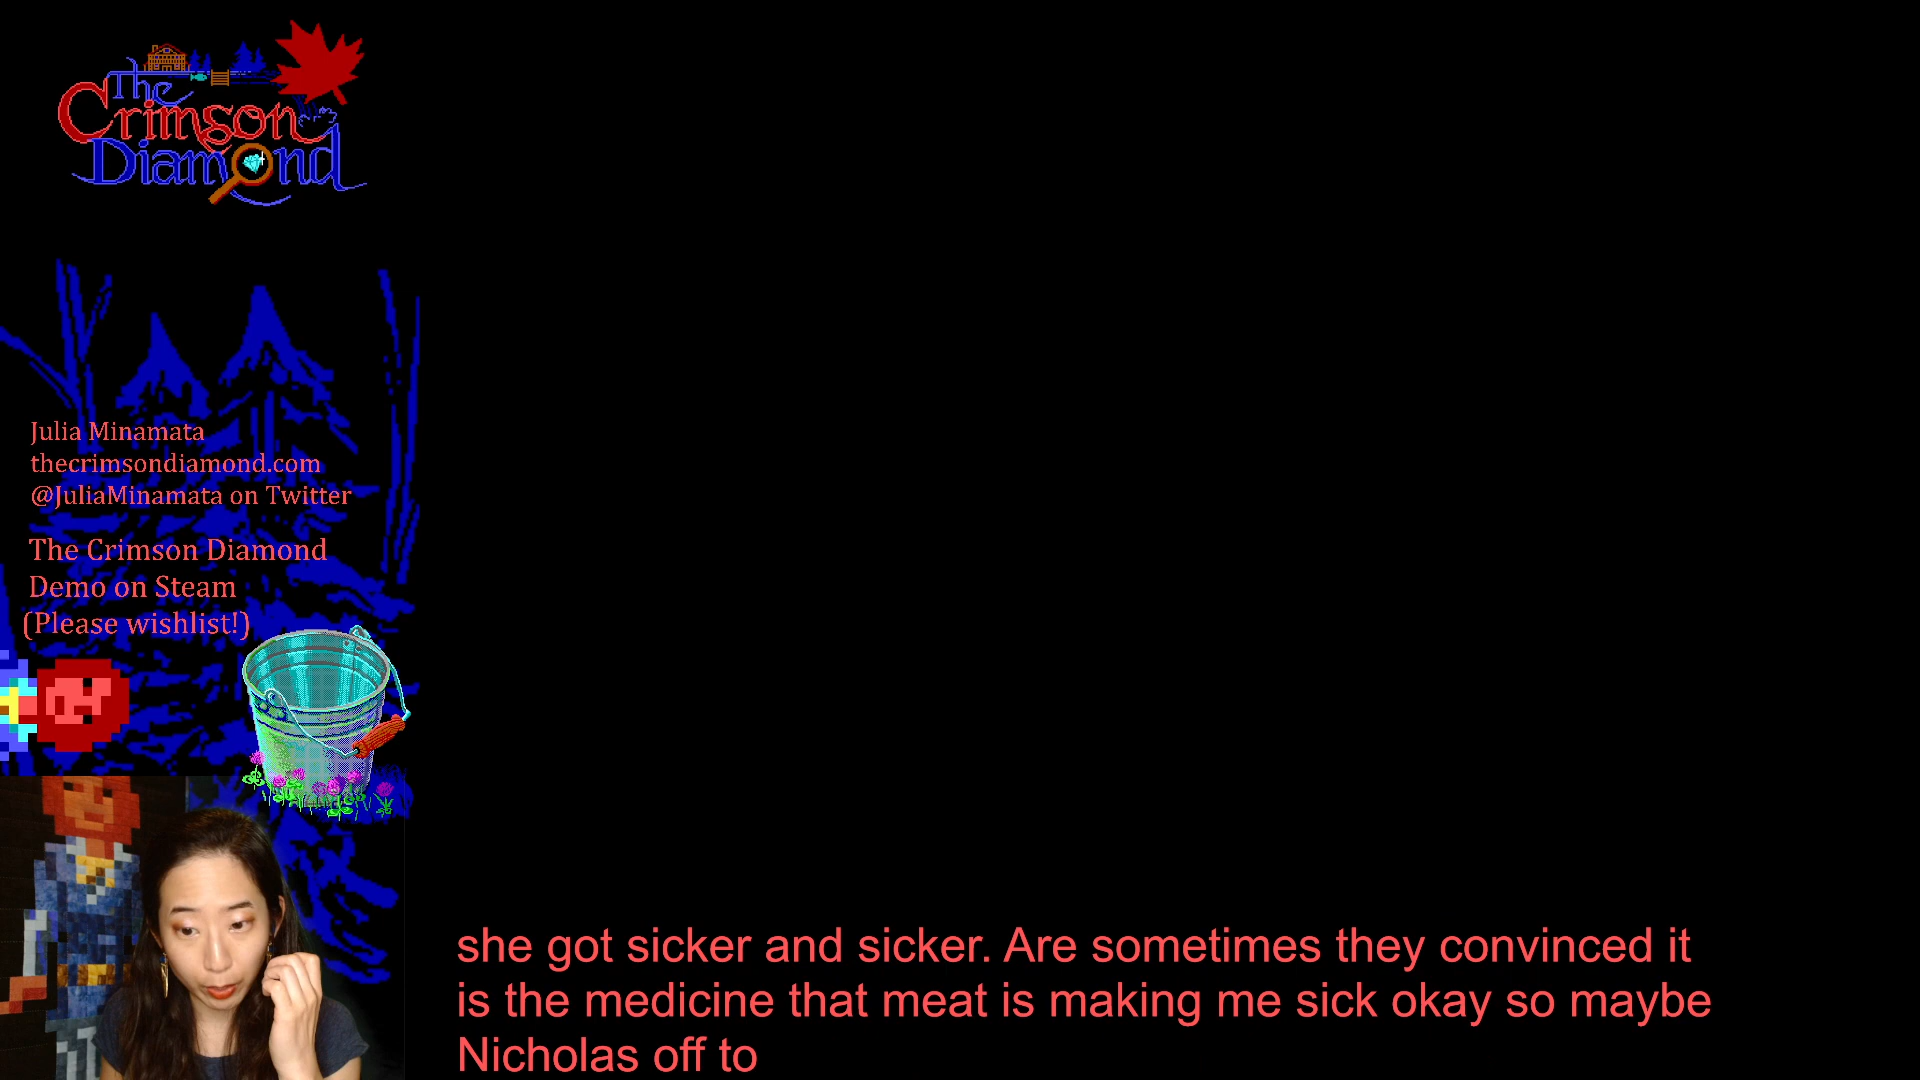 The
Crimson
Diamond
Julia Minamata
thecrimsondiamond.com
@JuliaMinamata on Twitter
The Crimson Diamond
Demo on Steam
(Please wishlist!)
she got sicker and sicker. Are sometimes they convinced it
is the medicine that meat is making me sick okay so maybe
Nicholas off to